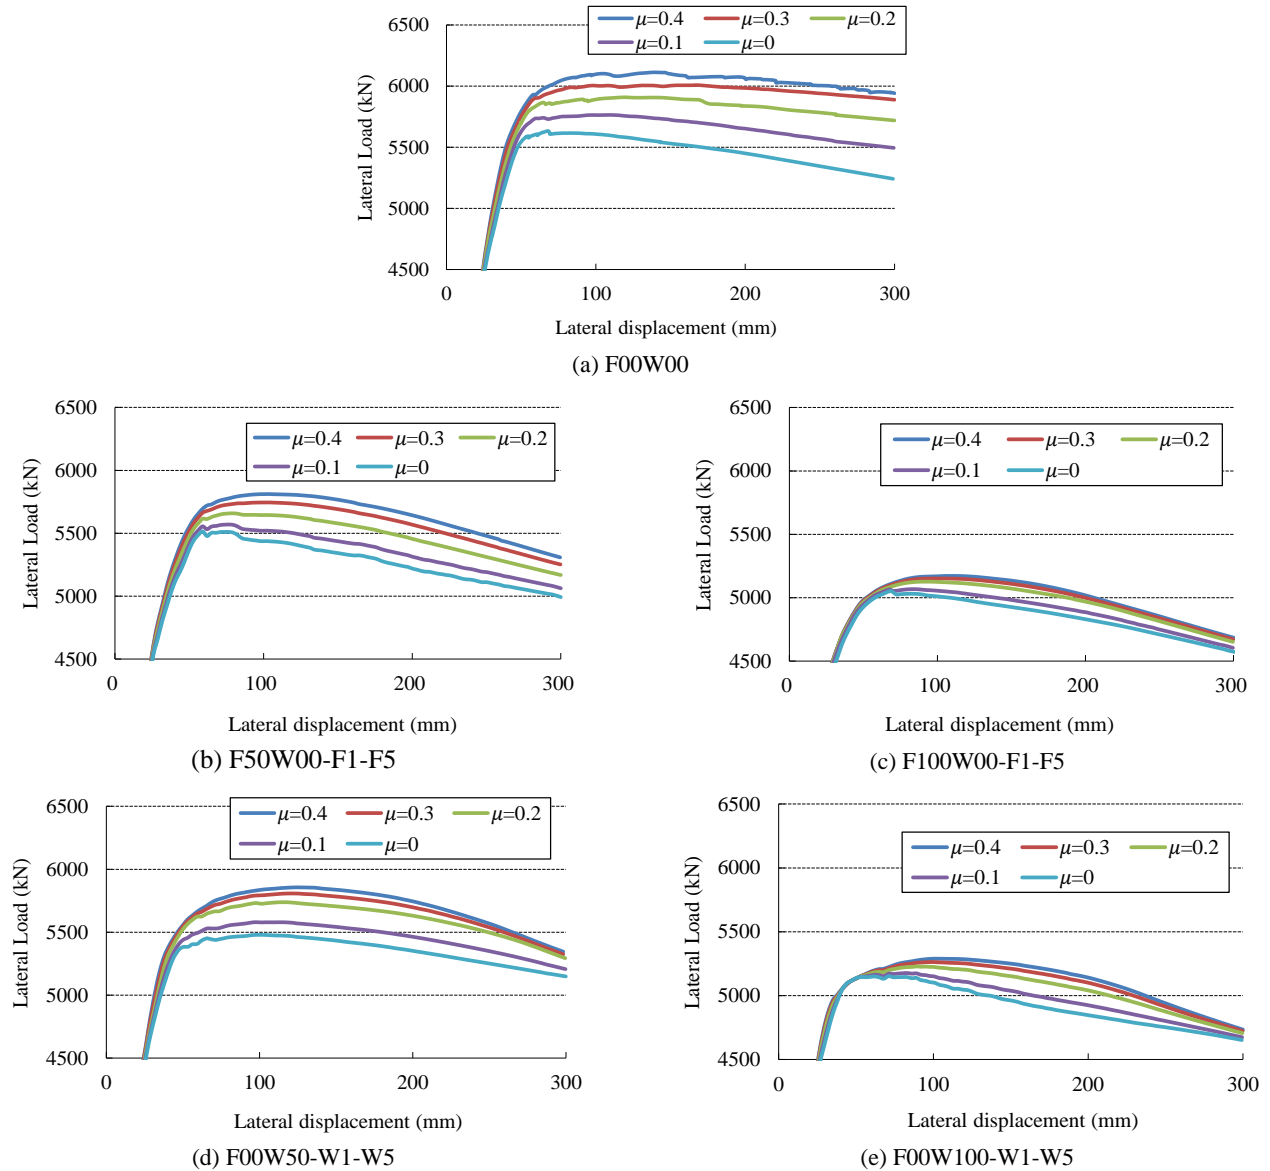 6500
6000
5500
5000
4500
Lateral Load (kN)
μ=0.4 μ=0.3 μ=0.2
μ=0.1 μ=0
0 100 200 300
Lateral displacement (mm)
(a) F00W00
6500
6000
5500
5000
4500
Lateral Load (kN)
μ=0.4 μ=0.3 μ=0.2
μ=0.1 μ=0
0 100 200 300
Lateral displacement (mm)
(b) F50W00-F1-F5
6500
6000
5500
5000
4500
Lateral Load (kN)
μ=0.4 μ=0.3 μ=0.2
μ=0.1 μ=0
0 100 200 300
Lateral displacement (mm)
(c) F100W00-F1-F5
6500
6000
5500
5000
4500
Lateral Load (kN)
μ=0.4 μ=0.3 μ=0.2
μ=0.1 μ=0
0 100 200 300
Lateral displacement (mm)
(d) F00W50-W1-W5
6500
6000
5500
5000
4500
Lateral Load (kN)
μ=0.4 μ=0.3 μ=0.2
μ=0.1 μ=0
0 100 200 300
Lateral displacement (mm)
(e) F00W100-W1-W5